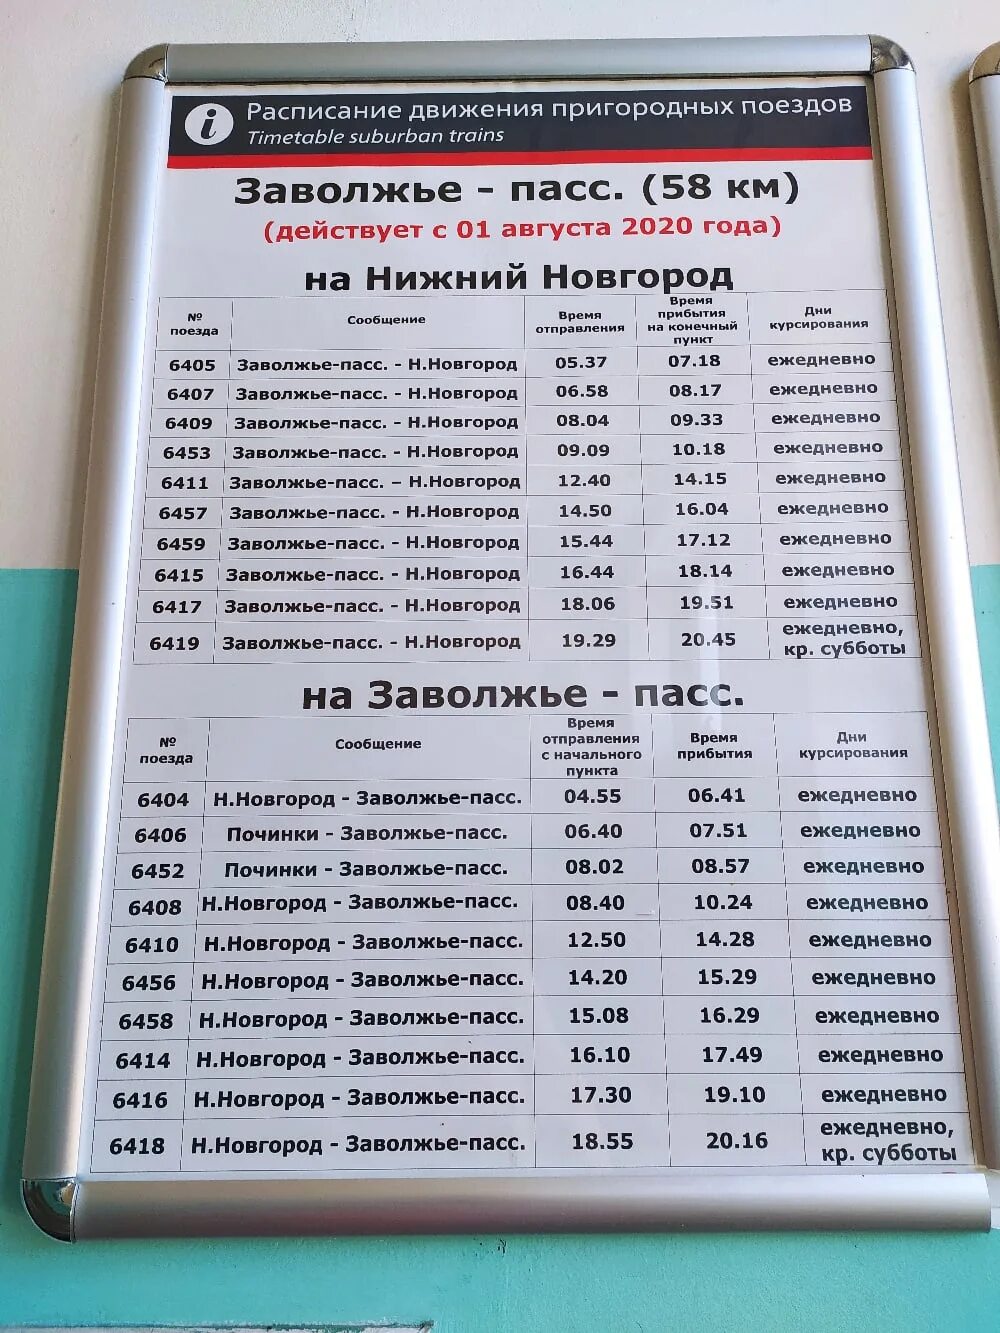 i
Расписание движения пригородных поездов
Timetable suburban trains
Заволжье - пасс. (58 км)
(действует с 01 августа 2020 года)
на Нижний Новгород
№ поезда | Сообщение | Время отправления | Время прибытия на конечный пункт | Дни курсирования
6405 Заволжье-пасс. - Н.Новгород 05.37 07.18 ежедневно
6407 Заволжье-пасс. - Н.Новгород 06.58 08.17 ежедневно
6409 Заволжье-пасс. - Н.Новгород 08.04 09.33 ежедневно
6453 Заволжье-пасс. - Н.Новгород 09.09 10.18 ежедневно
6411 Заволжье-пасс. – Н.Новгород 12.40 14.15 ежедневно
6457 Заволжье-пасс. - Н.Новгород 14.50 16.04 ежедневно
6459 Заволжье-пасс. - Н.Новгород 15.44 17.12 ежедневно
6415 Заволжье-пасс. - Н.Новгород 16.44 18.14 ежедневно
6417 Заволжье-пасс. - Н.Новгород 18.06 19.51 ежедневно
6419 Заволжье-пасс. - Н.Новгород 19.29 20.45 ежедневно, кр. субботы
на Заволжье - пасс.
№ поезда | Сообщение | Время отправления с начального пункта | Время прибытия | Дни курсирования
6404 Н.Новгород - Заволжье-пасс. 04.55 06.41 ежедневно
6406 Починки - Заволжье-пасс. 06.40 07.51 ежедневно
6452 Починки - Заволжье-пасс. 08.02 08.57 ежедневно
6408 Н.Новгород - Заволжье-пасс. 08.40 10.24 ежедневно
6410 Н.Новгород - Заволжье-пасс. 12.50 14.28 ежедневно
6456 Н.Новгород - Заволжье-пасс. 14.20 15.29 ежедневно
6458 Н.Новгород - Заволжье-пасс. 15.08 16.29 ежедневно
6414 Н.Новгород - Заволжье-пасс. 16.10 17.49 ежедневно
6416 Н.Новгород - Заволжье-пасс. 17.30 19.10 ежедневно
6418 Н.Новгород - Заволжье-пасс. 18.55 20.16 ежедневно, кр. субботы